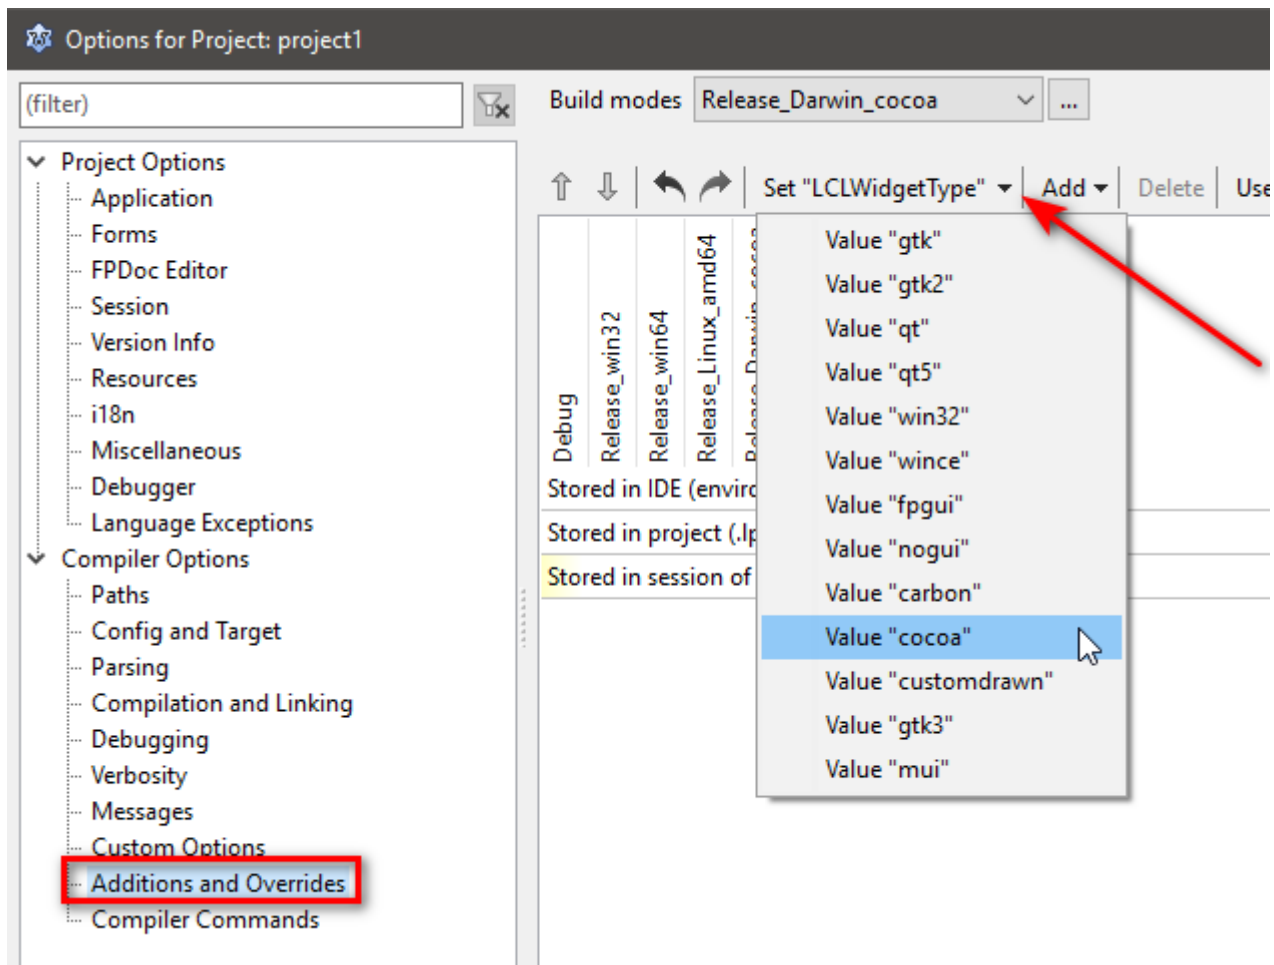 Options for Project: project1
(filter)
Build modes
Release_Darwin_cocoa
...
Project Options
Application
Forms
FPDoc Editor
Session
Version Info
Resources
i18n
Miscellaneous
Debugger
Language Exceptions
Compiler Options
Paths
Config and Target
Parsing
Compilation and Linking
Debugging
Verbosity
Messages
Custom Options
Additions and Overrides
Compiler Commands
Set "LCLWidgetType"
Add
Delete
Use
Debug
Release_win32
Release_win64
Release_Linux_amd64
Release_Darwin_cocoa
Stored in IDE (enviro
Stored in project (.lp
Stored in session of
Value "gtk"
Value "gtk2"
Value "qt"
Value "qt5"
Value "win32"
Value "wince"
Value "fpgui"
Value "nogui"
Value "carbon"
Value "cocoa"
Value "customdrawn"
Value "gtk3"
Value "mui"